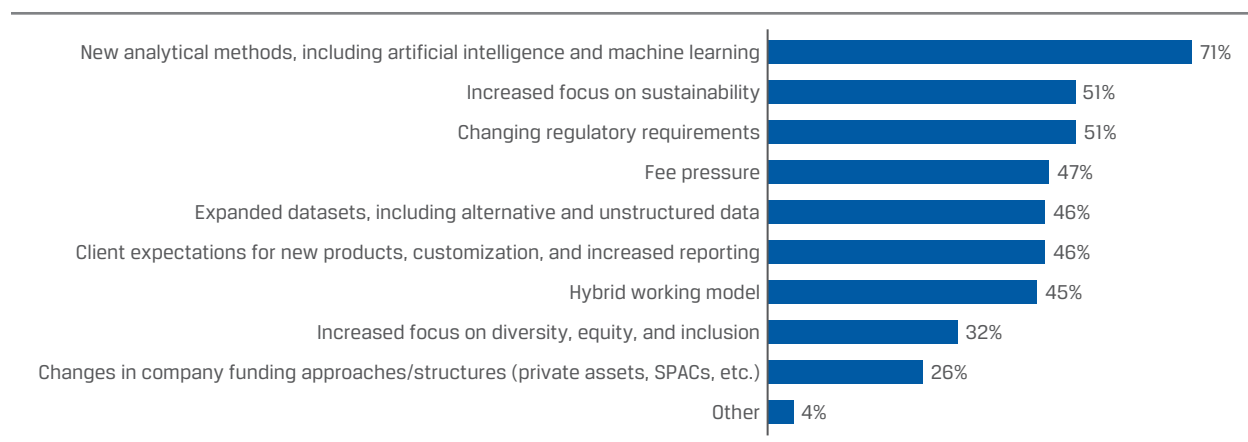 New analytical methods, including artificial intelligence and machine learning 71%
Increased focus on sustainability 51%
Changing regulatory requirements 51%
Fee pressure 47%
Expanded datasets, including alternative and unstructured data 46%
Client expectations for new products, customization, and increased reporting 46%
Hybrid working model 45%
Increased focus on diversity, equity, and inclusion 32%
Changes in company funding approaches/structures (private assets, SPACs, etc.) 26%
Other 4%